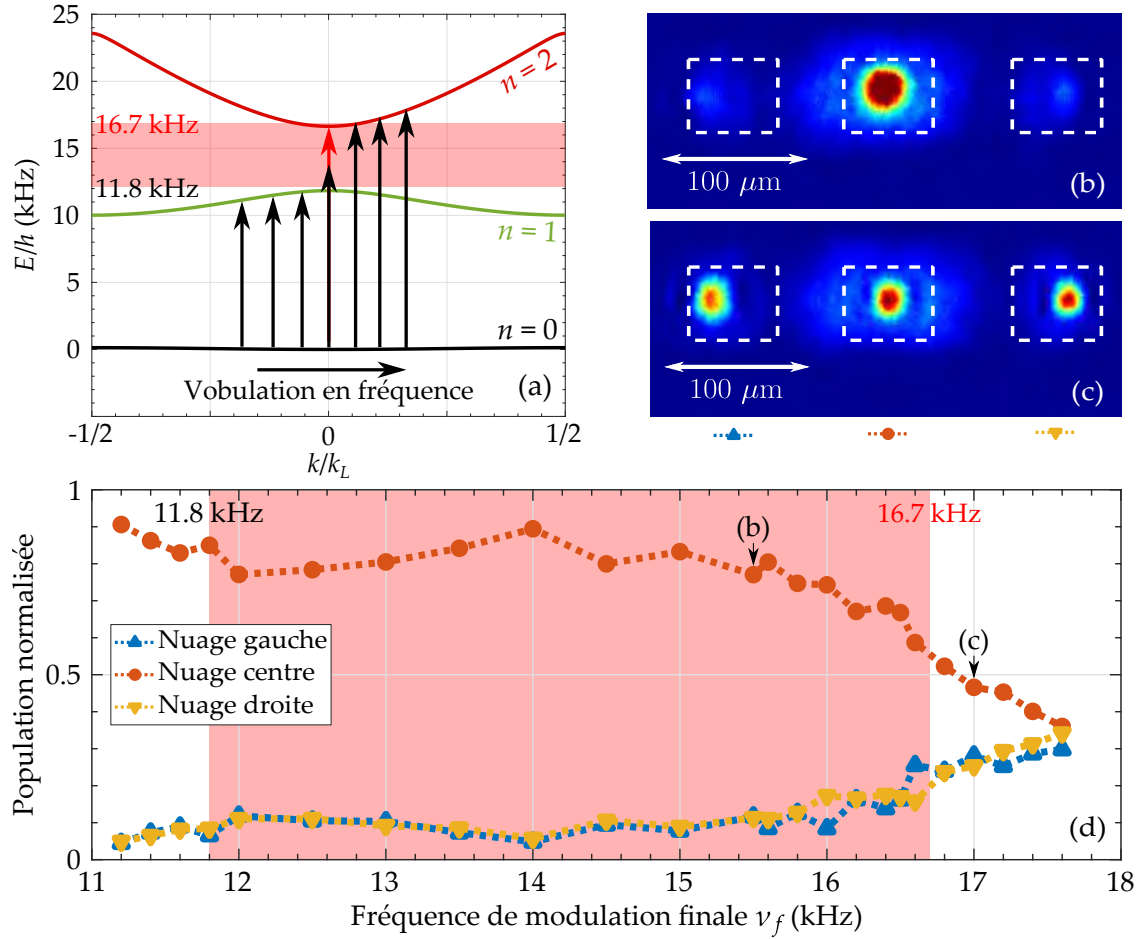 25
20
15
10
5
0
E/h (kHz)
16.7 kHz
11.8 kHz
n = 2
n = 1
n = 0
Vobulation en fréquence
(a)
-1/2
0
1/2
k/k_L
100 μm
(b)
100 μm
(c)
1
0.5
0
Population normalisée
11.8 kHz
16.7 kHz
(b)
(c)
Nuage gauche
Nuage centre
Nuage droite
(d)
11
12
13
14
15
16
17
18
Fréquence de modulation finale ν_f (kHz)